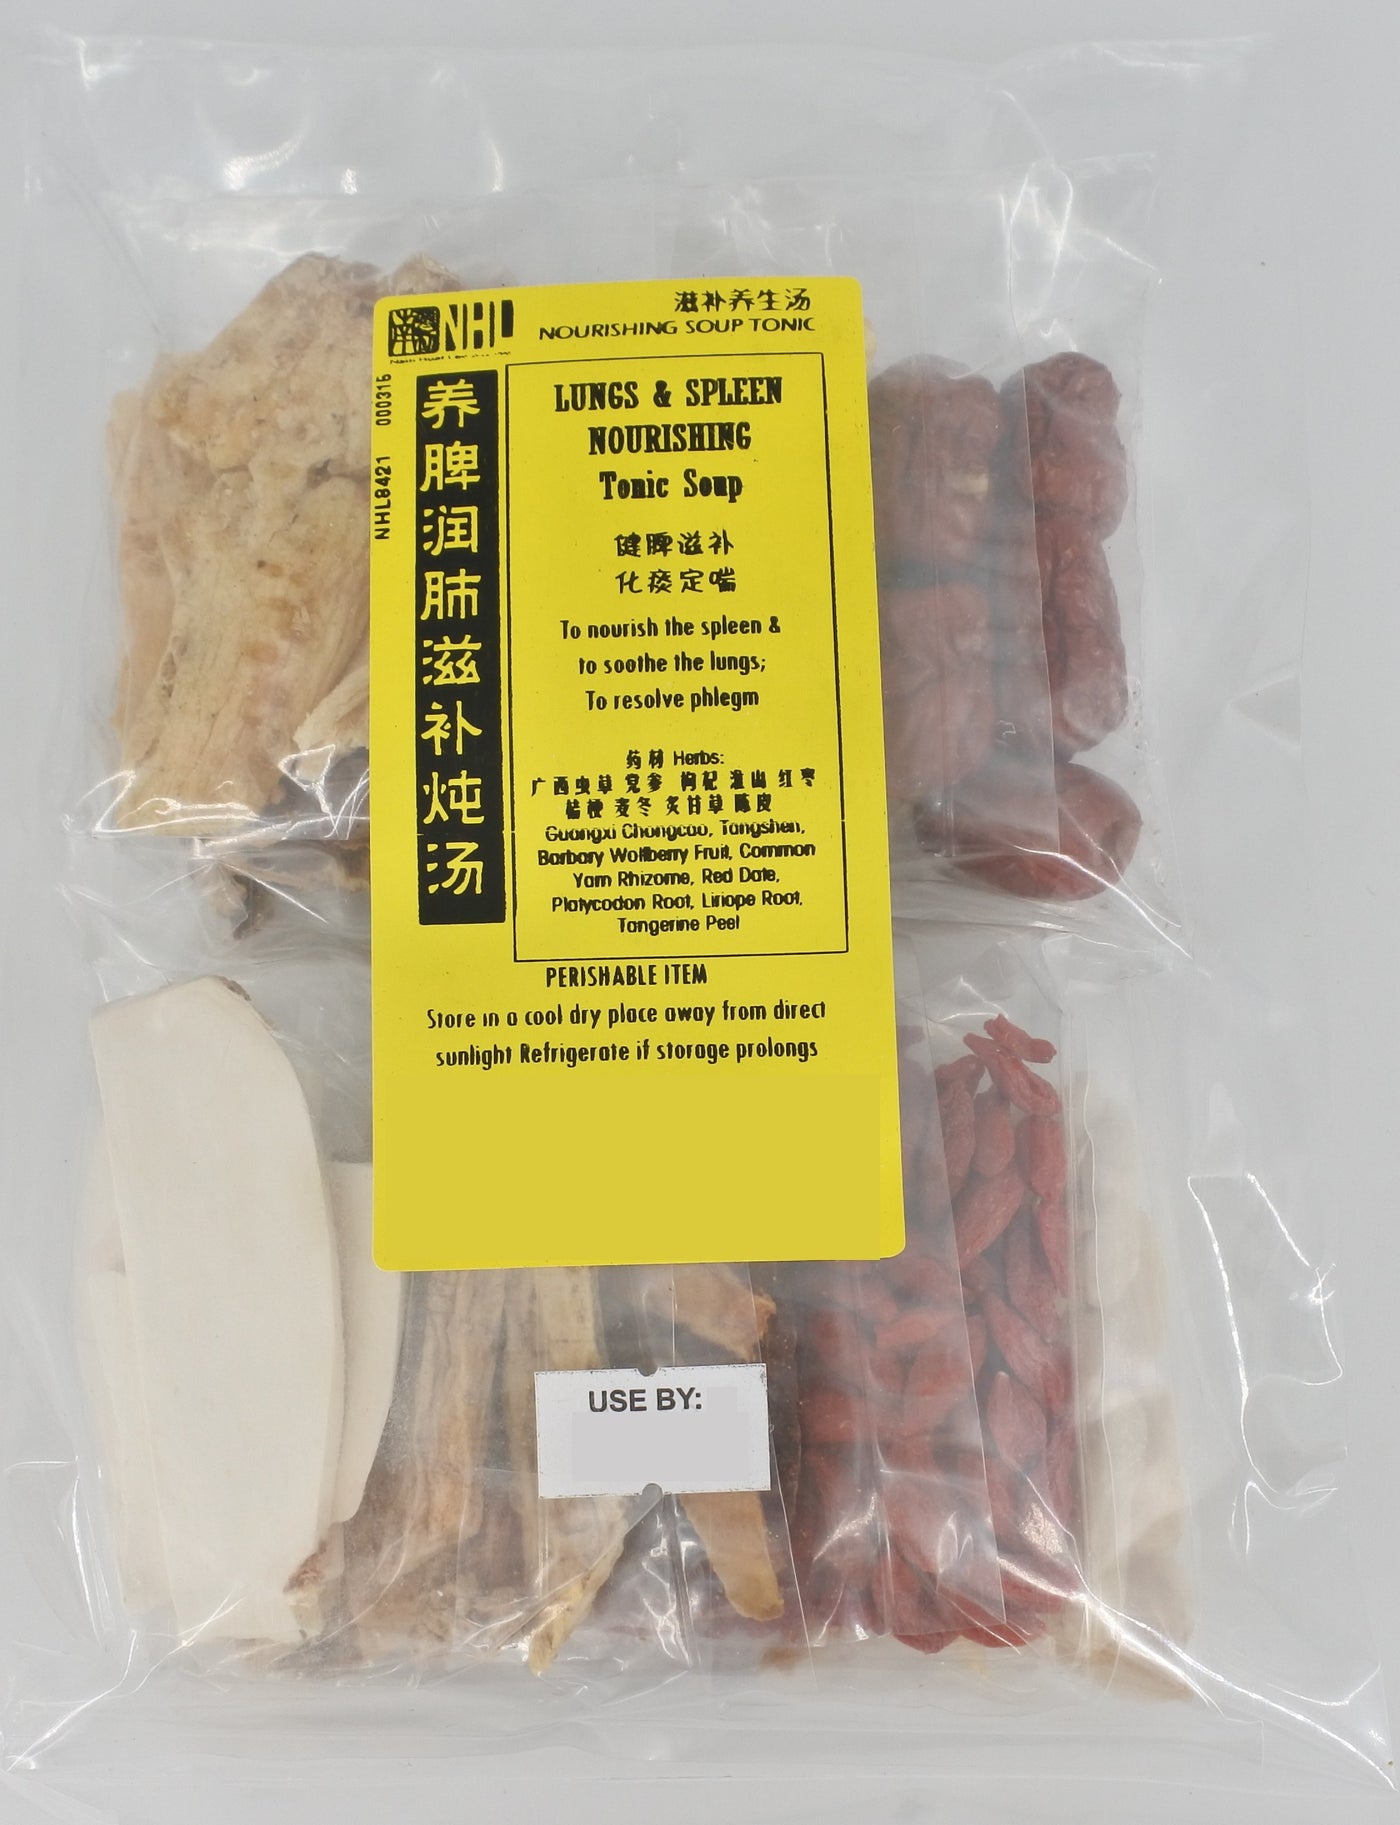 NHL
滋补养生汤
NOURISHING SOUP TONIC
NHL8421 000315
养脾润肺滋补炖汤
LUNGS & SPLEEN
NOURISHING
Tonic Soup
健脾滋补
化痰定喘
To nourish the spleen &
to soothe the lungs;
To resolve phlegm
药材 Herbs:
广西虫草 党参 枸杞 淮山 红枣
桔梗 麦冬 炙甘草 陈皮
Guangxi Chongcao, Tangshen,
Barbary Wolfberry Fruit, Common
Yam Rhizome, Red Date,
Platycodon Root, Liriope Root,
Tangerine Peel
PERISHABLE ITEM
Store in a cool dry place away from direct
sunlight Refrigerate if storage prolongs
USE BY: